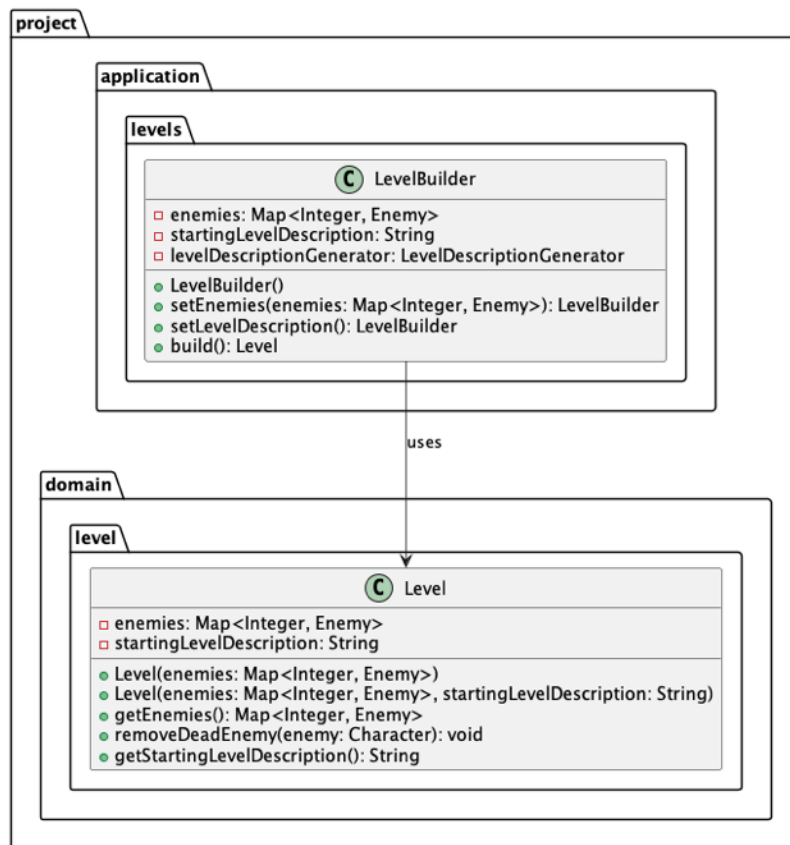 project
application
levels
C LevelBuilder
enemies: Map<Integer, Enemy>
startingLevelDescription: String
levelDescriptionGenerator: LevelDescriptionGenerator
LevelBuilder()
setEnemies(enemies: Map<Integer, Enemy>): LevelBuilder
setLevelDescription(): LevelBuilder
build(): Level
uses
domain
level
C Level
enemies: Map<Integer, Enemy>
startingLevelDescription: String
Level(enemies: Map<Integer, Enemy>)
Level(enemies: Map<Integer, Enemy>, startingLevelDescription: String)
getEnemies(): Map<Integer, Enemy>
removeDeadEnemy(enemy: Character): void
getStartingLevelDescription(): String